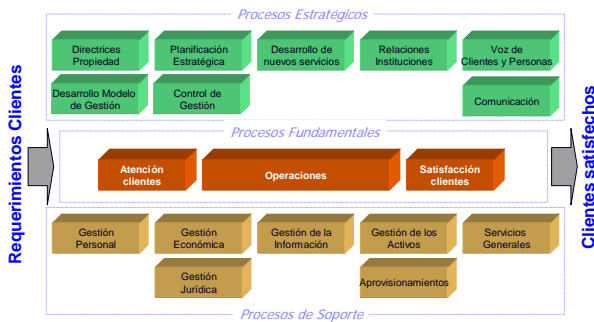 Procesos Estratégicos
Directrices
Propiedad
Planificación
Estratégica
Desarrollo de
nuevos servicios
Relaciones
Instituciones
Voz de
Clientes y Personas
Desarrollo Modelo
de Gestión
Control de
Gestión
Comunicación
Requerimientos Clientes
Procesos Fundamentales
Atención
clientes
Operaciones
Satisfacción
clientes
Clientes satisfechos
Gestión
Personal
Gestión
Económica
Gestión de la
Información
Gestión de los
Activos
Servicios
Generales
Gestión
Jurídica
Aprovisionamientos
Procesos de Soporte